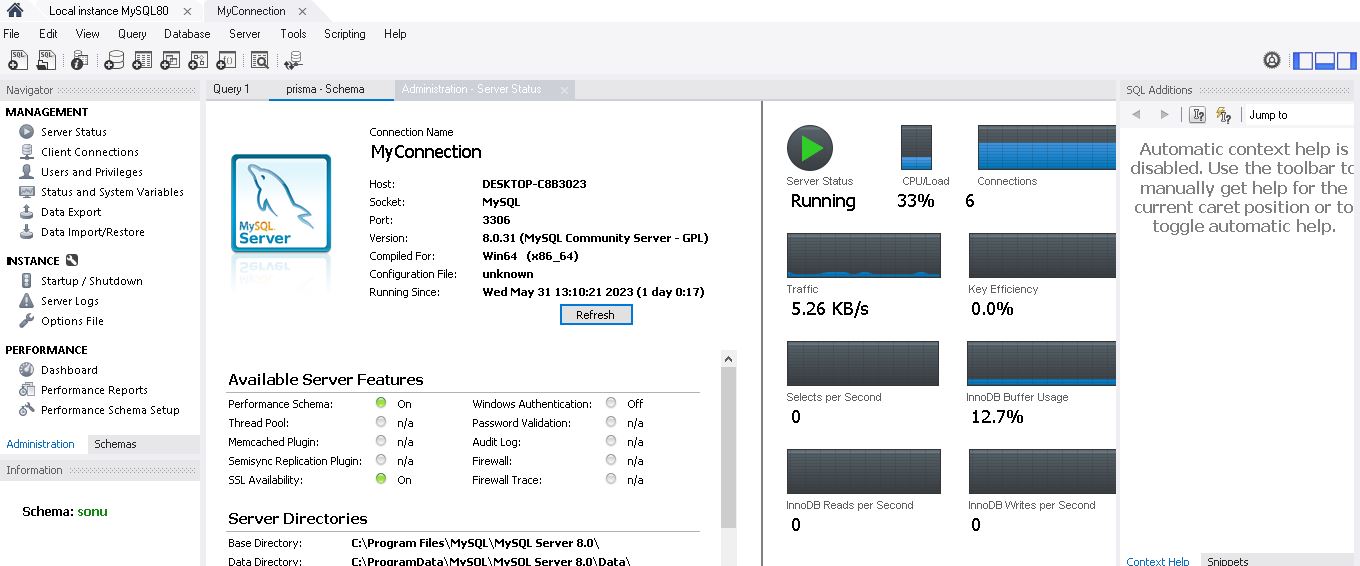 Local instance MySQL80
MyConnection
File Edit View Query Database Server Tools Scripting Help
Navigator
MANAGEMENT
Server Status
Client Connections
Users and Privileges
Status and System Variables
Data Export
Data Import/Restore
INSTANCE
Startup / Shutdown
Server Logs
Options File
PERFORMANCE
Dashboard
Performance Reports
Performance Schema Setup
Administration Schemas
Information
Schema: sonu
Query 1 prisma - Schema Administration - Server Status
Connection Name
MyConnection
MySQL
Server
Host: DESKTOP-C8B3023
Socket: MySQL
Port: 3306
Version: 8.0.31 (MySQL Community Server - GPL)
Compiled For: Win64 (x86_64)
Configuration File: unknown
Running Since: Wed May 31 13:10:21 2023 (1 day 0:17)
Refresh
Available Server Features
Performance Schema: On Windows Authentication: Off
Thread Pool: n/a Password Validation: n/a
Memcached Plugin: n/a Audit Log: n/a
Semisync Replication Plugin: n/a Firewall: n/a
SSL Availability: On Firewall Trace: n/a
Server Directories
Base Directory: C:\Program Files\MySQL\MySQL Server 8.0\
Data Directory: C:\ProgramData\MySQL\MySQL Server 8.0\Data\
Server Status CPU/Load Connections
Running 33% 6
Traffic Key Efficiency
5.26 KB/s 0.0%
Selects per Second InnoDB Buffer Usage
0 12.7%
InnoDB Reads per Second InnoDB Writes per Second
0 0
SQL Additions
Jump to
Automatic context help is
disabled. Use the toolbar to
manually get help for the
current caret position or to
toggle automatic help.
Context Help Snippets